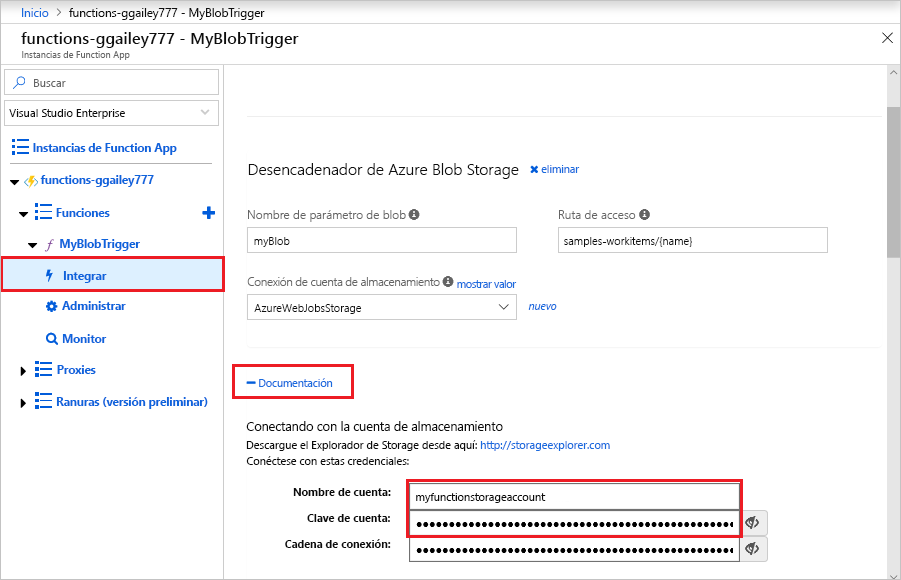 Inicio > functions-ggailey777 - MyBlobTrigger
functions-ggailey777 - MyBlobTrigger
Instancias de Function App
Buscar
Visual Studio Enterprise
Instancias de Function App
functions-ggailey777
Funciones
MyBlobTrigger
Integrar
Administrar
Monitor
Proxies
Ranuras (versión preliminar)
Desencadenador de Azure Blob Storage eliminar
Nombre de parámetro de blob Ruta de acceso
myBlob samples-workitems/{name}
Conexión de cuenta de almacenamiento mostrar valor
AzureWebJobsStorage nuevo
Documentación
Conectando con la cuenta de almacenamiento
Descargue el Explorador de Storage desde aquí: http://storageexplorer.com
Conéctese con estas credenciales:
Nombre de cuenta: myfunctionstorageaccount
Clave de cuenta:
Cadena de conexión: